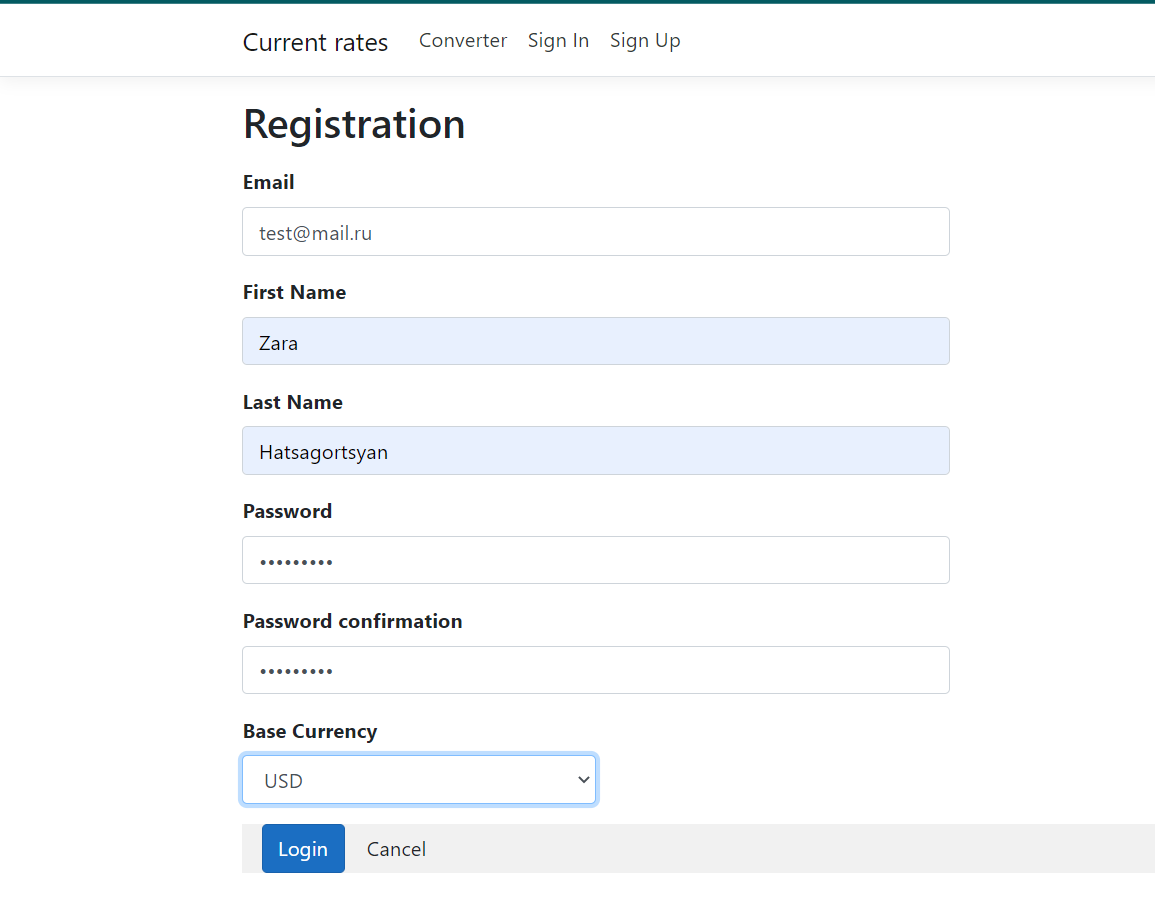 Current rates Converter Sign In Sign Up
Registration
Email
test@mail.ru
First Name
Zara
Last Name
Hatsagortsyan
Password
•••••••••
Password confirmation
•••••••••
Base Currency
USD
Login Cancel